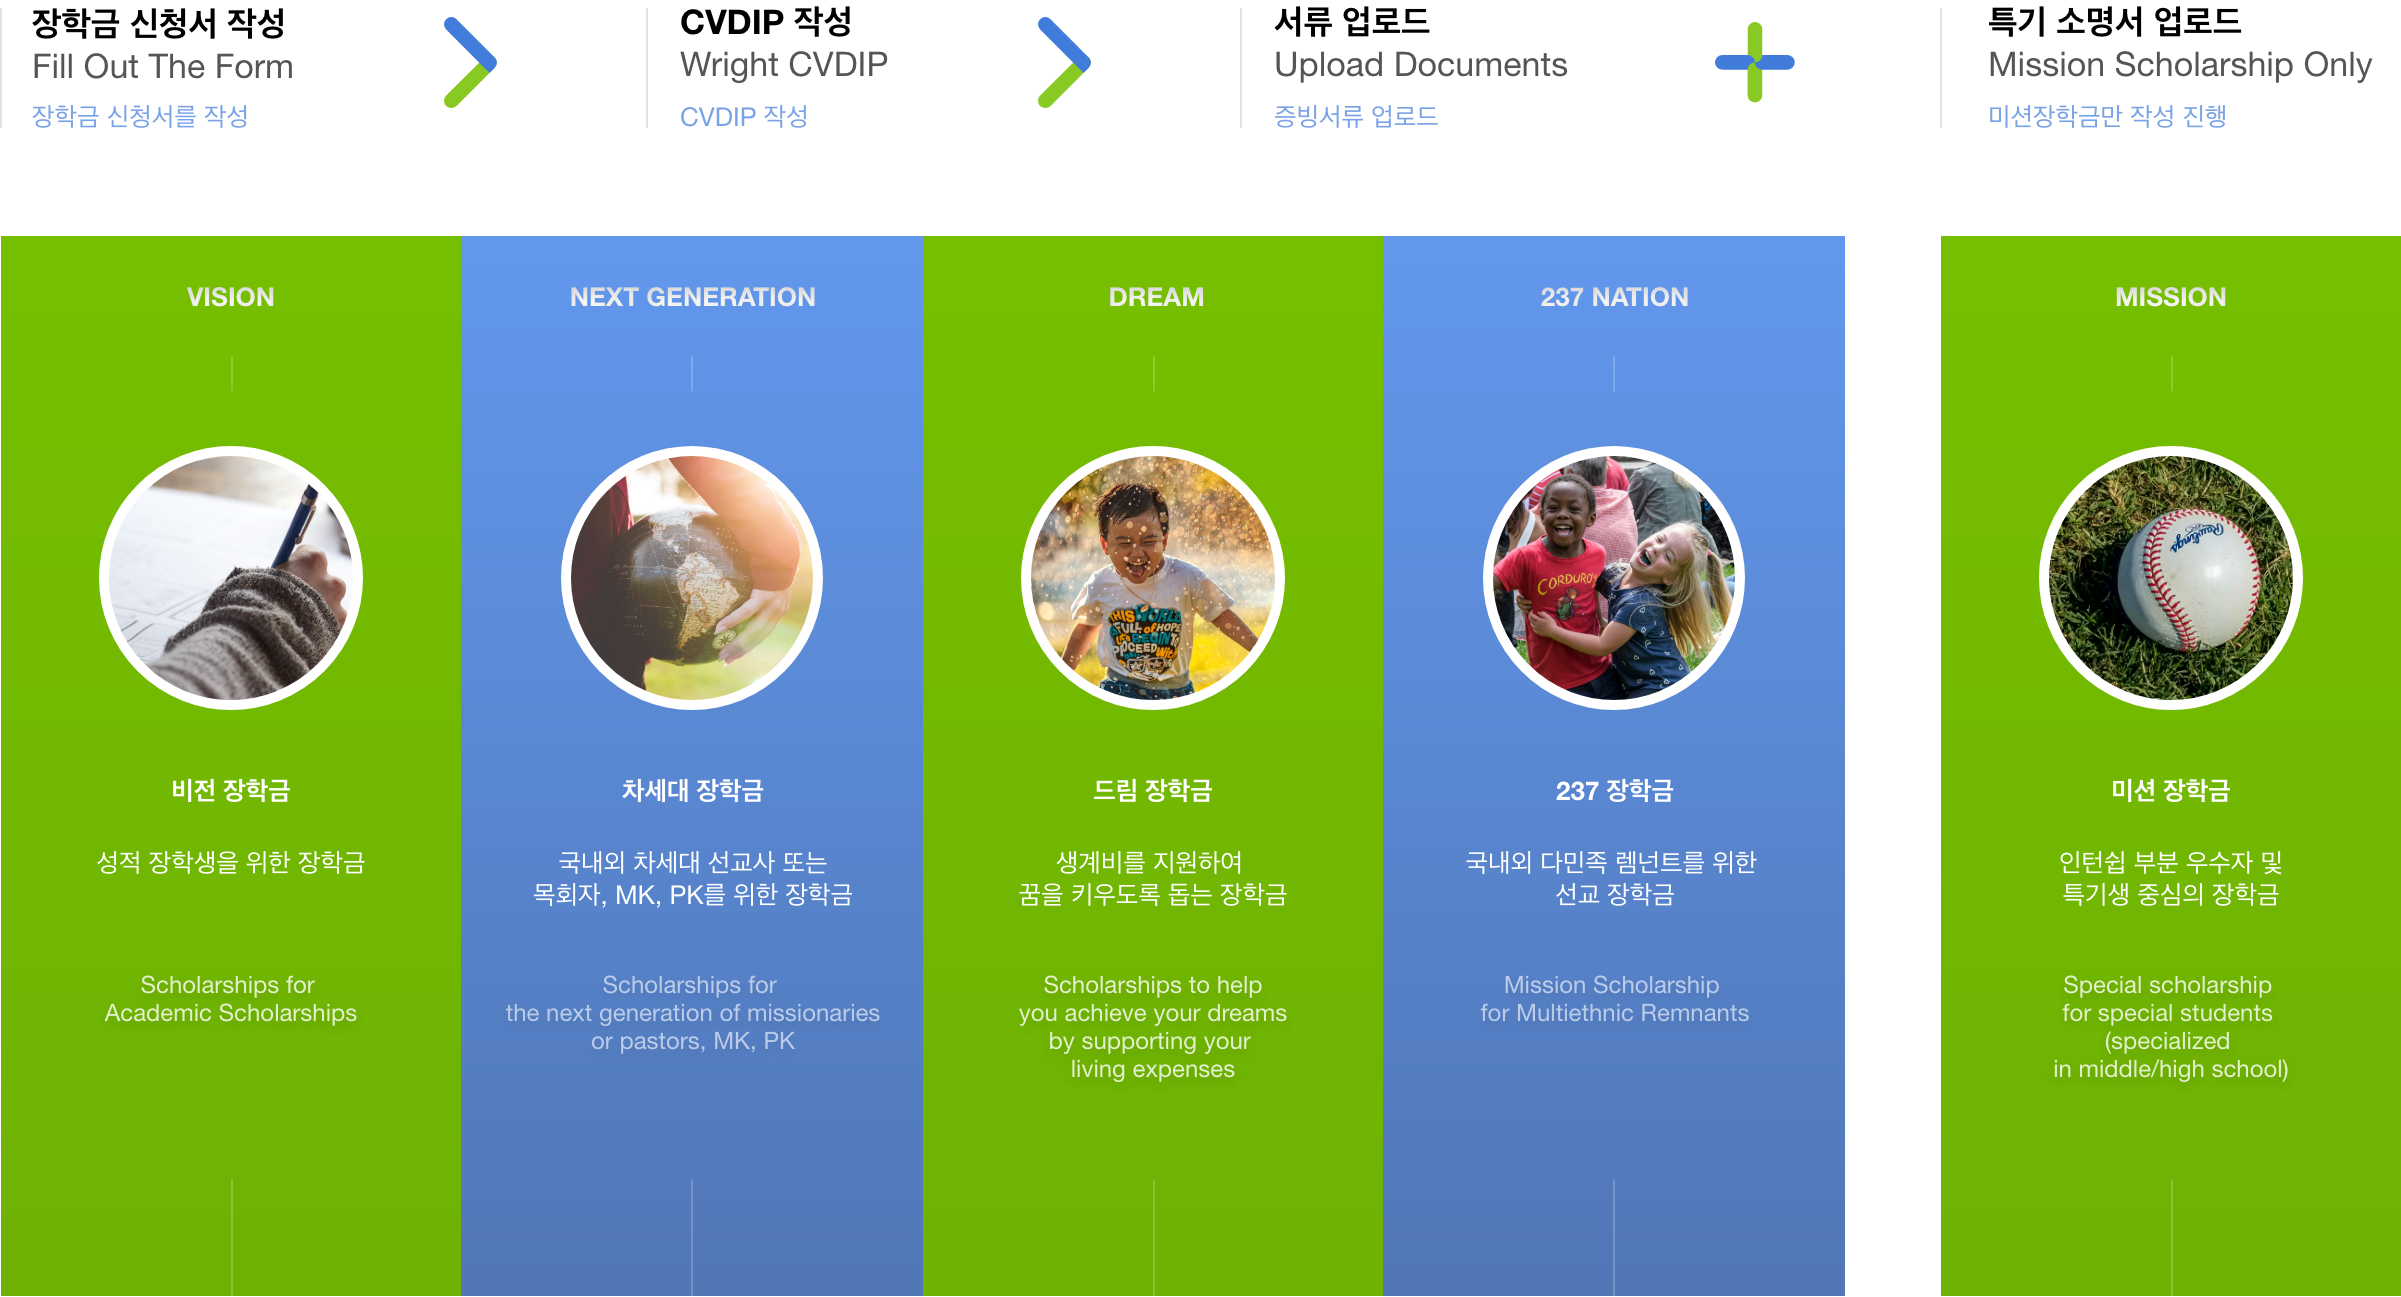 장학금 신청서 작성
Fill Out The Form
장학금 신청서를 작성
CVDIP 작성
Wright CVDIP
CVDIP 작성
서류 업로드
Upload Documents
증빙서류 업로드
특기 소명서 업로드
Mission Scholarship Only
미션장학금만 작성 진행
VISION
비전 장학금
성적 장학생을 위한 장학금
Scholarships for
Academic Scholarships
NEXT GENERATION
차세대 장학금
국내외 차세대 선교사 또는
목회자, MK, PK를 위한 장학금
Scholarships for
the next generation of missionaries
or pastors, MK, PK
DREAM
THIS WORLD
FULL of HOPE
PROCEED With
드림 장학금
생계비를 지원하여
꿈을 키우도록 돕는 장학금
Scholarships to help
you achieve your dreams
by supporting your
living expenses
237 NATION
CORDUROY
237 장학금
국내외 다민족 렘넌트를 위한
선교 장학금
Mission Scholarship
for Multiethnic Remnants
MISSION
Rawlings
미션 장학금
인턴쉽 부분 우수자 및
특기생 중심의 장학금
Special scholarship
for special students
(specialized
in middle/high school)